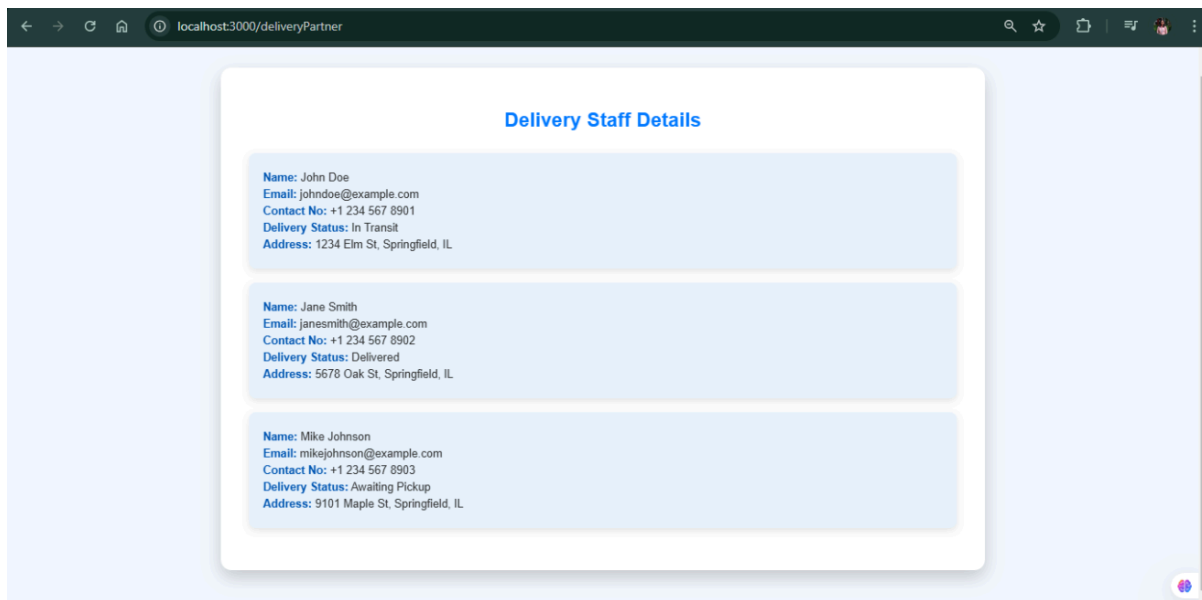 localhost:3000/deliveryPartner
Delivery Staff Details
Name: John Doe
Email: johndoe@example.com
Contact No: +1 234 567 8901
Delivery Status: In Transit
Address: 1234 Elm St, Springfield, IL
Name: Jane Smith
Email: janesmith@example.com
Contact No: +1 234 567 8902
Delivery Status: Delivered
Address: 5678 Oak St, Springfield, IL
Name: Mike Johnson
Email: mikejohnson@example.com
Contact No: +1 234 567 8903
Delivery Status: Awaiting Pickup
Address: 9101 Maple St, Springfield, IL